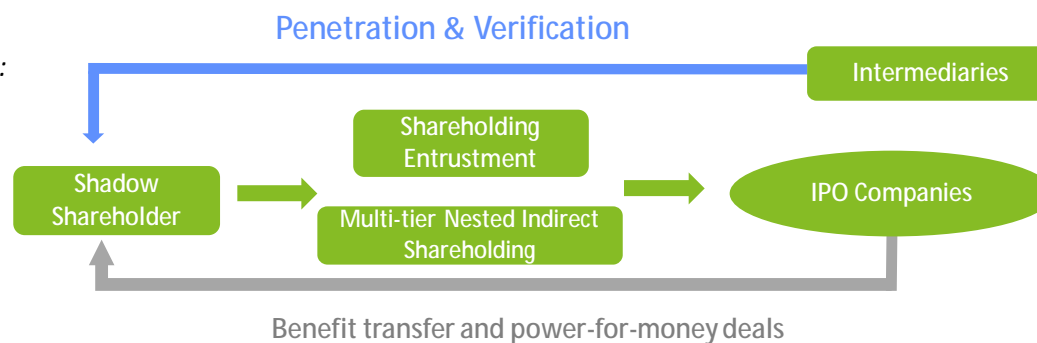 Penetration & Verification
:
Intermediaries
Shareholding
Entrustment
Shadow
Shareholder
IPO Companies
Multi-tier Nested Indirect
Shareholding
Benefit transfer and power-for-money deals